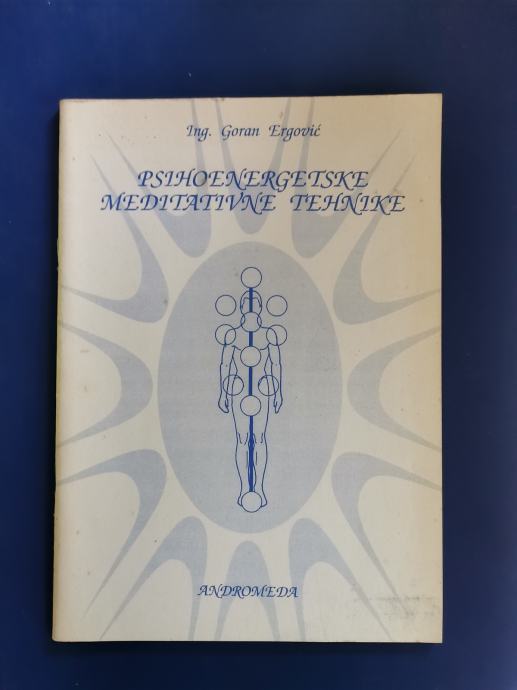 Ing. Goran Ergović
PSIHOENERGETSKE
MEDITATIVNE TEHNIKE
ANDROMEDA